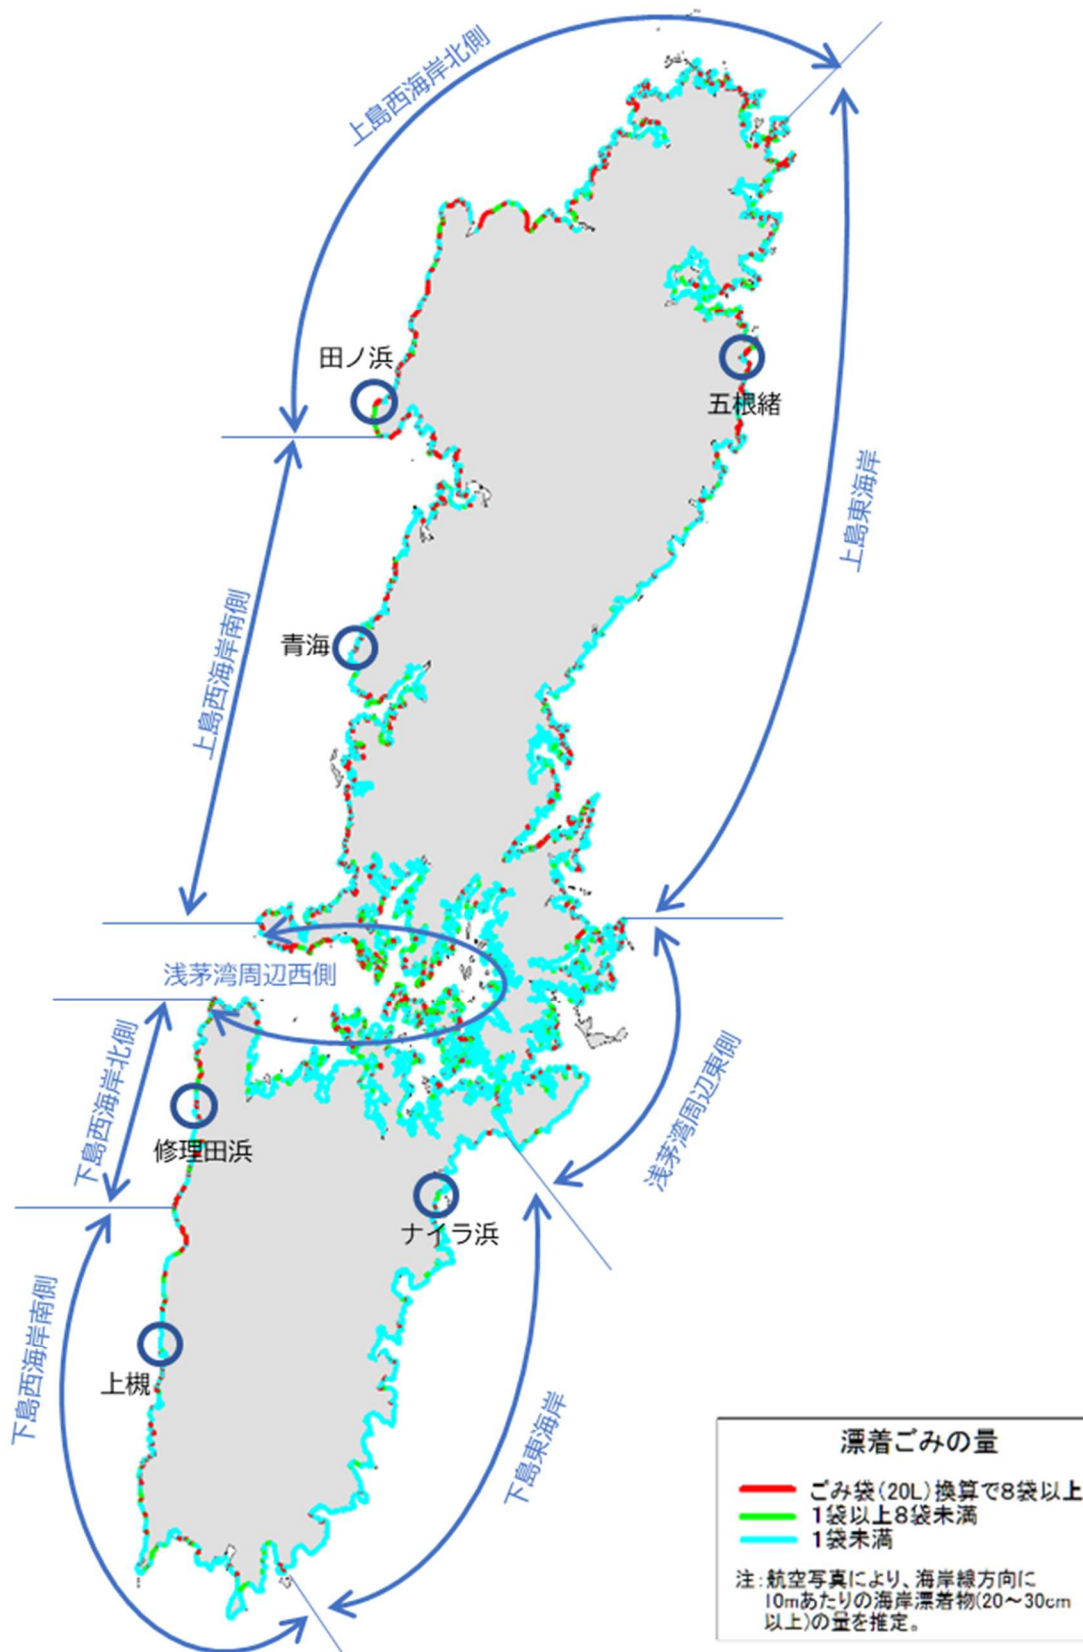 上島西海岸北側
田ノ浜
五根緒
上島東海岸
青海
上島西海岸南側
浅茅湾周辺西側
浅茅湾周辺東側
下島西海岸北側
修理田浜
ナイラ浜
下島西海岸南側
上槻
下島東海岸
漂着ごみの量
ごみ袋(20L)換算で8袋以上
1袋以上8袋未満
1袋未満
注:航空写真により、海岸線方向に
10mあたりの海岸漂着物(20～30cm
以上)の量を推定。